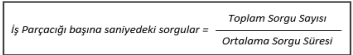 İş Parçacığı başına saniyedeki sorgular = Toplam Sorgu Sayısı
Ortalama Sorgu Süresi